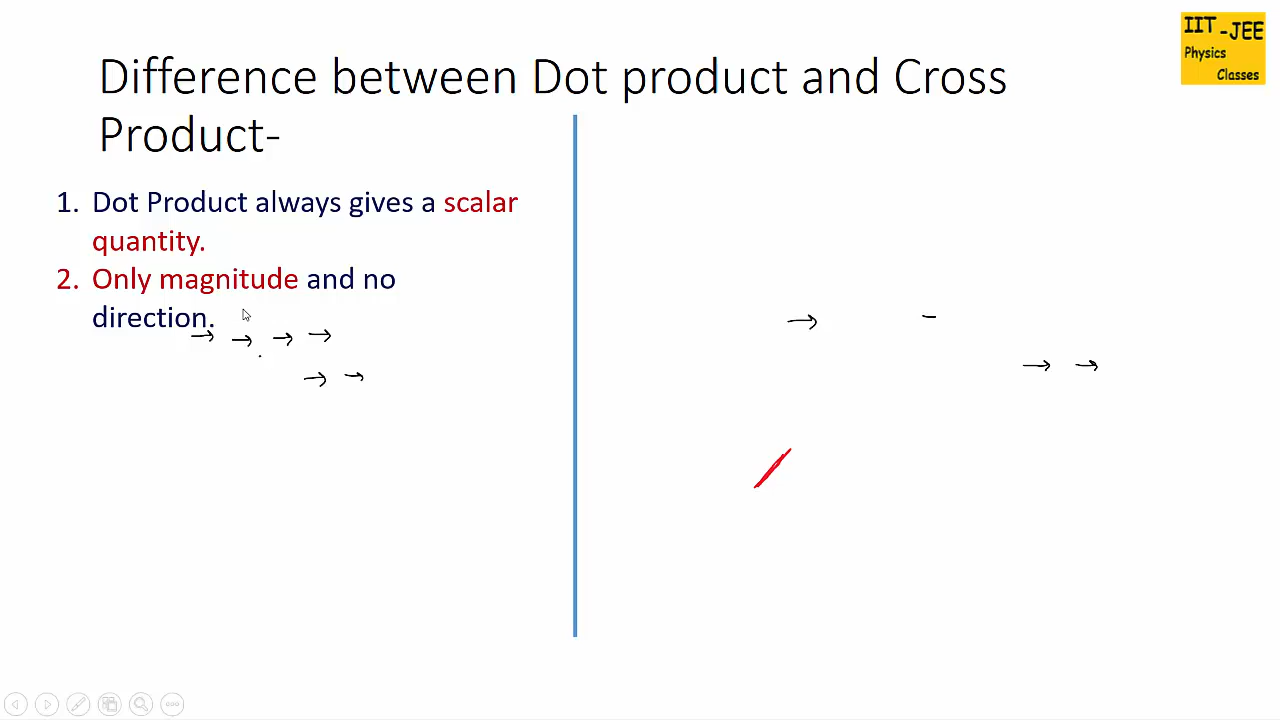 IIT-JEE
Physics
Classes
Difference between Dot product and Cross
Product-
1. Dot Product always gives a scalar
quantity.
2. Only magnitude and no
direction.